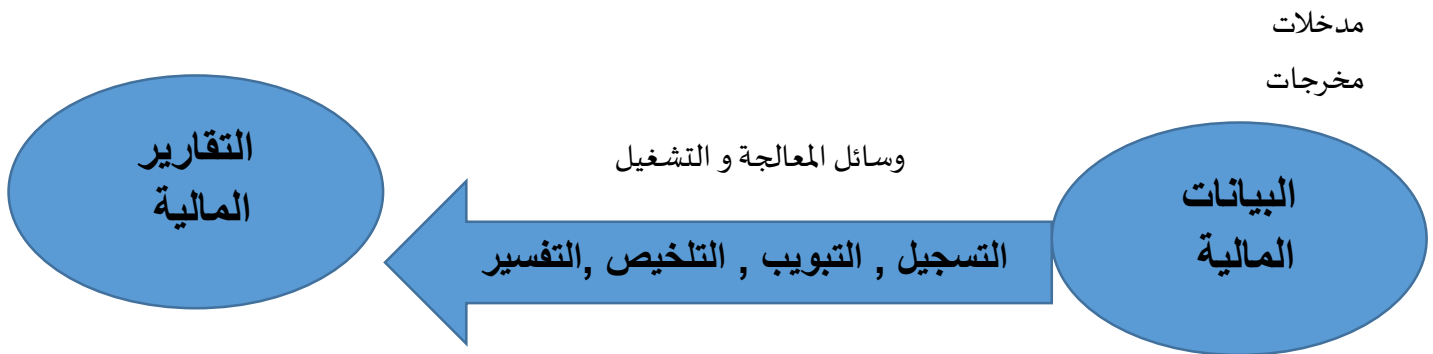 مدخلات
مخرجات
وسائل المعالجة و التشغيل
البيانات
المالية
التسجيل , التبويب , التلخيص ,التفسير
التقارير
المالية